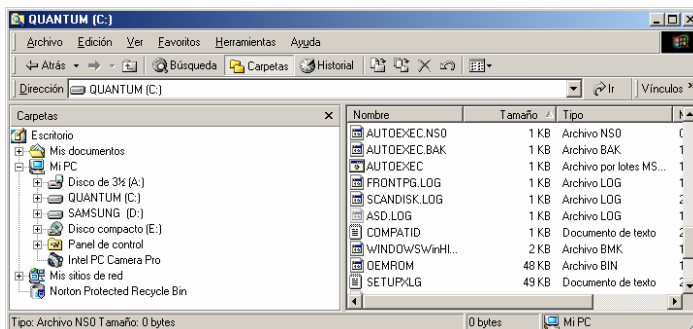 QUANTUM (C:)
Archivo Edición Ver Favoritos Herramientas Ayuda
Atrás Búsqueda Carpetas Historial
Dirección QUANTUM (C:) Ir Vínculos »
Carpetas x
Escritorio
Mis documentos
Mi PC
Disco de 3½ (A:)
QUANTUM (C:)
SAMSUNG (D:)
Disco compacto (E:)
Panel de control
Intel PC Camera Pro
Mis sitios de red
Norton Protected Recycle Bin
Nombre Tamaño Tipo
AUTOEXEC.NS0 1 KB Archivo NS0
AUTOEXEC.BAK 1 KB Archivo BAK
AUTOEXEC 1 KB Archivo por lotes MS...
FRONTPG.LOG 1 KB Archivo LOG
SCANDISK.LOG 1 KB Archivo LOG
ASD.LOG 1 KB Archivo LOG
COMPATID 1 KB Documento de texto
WINDOWSWinHl... 2 KB Archivo BMK
OEMROM 48 KB Archivo BIN
SETUPXLG 49 KB Documento de texto
Tipo: Archivo NS0 Tamaño: 0 bytes 0 bytes Mi PC